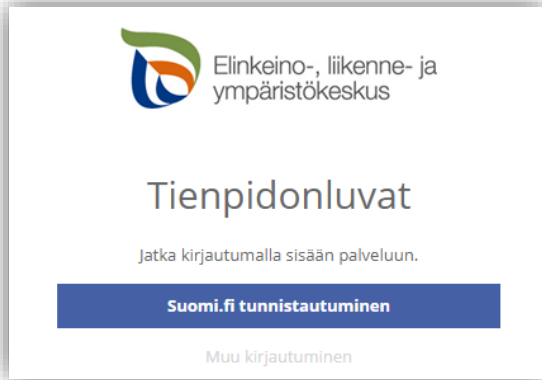 Elinkeino-, liikenne- ja
ympäristökeskus
Tienpidonluvat
Jatka kirjautumalla sisään palveluun.
Suomi.fi tunnistautuminen
Muu kirjautuminen